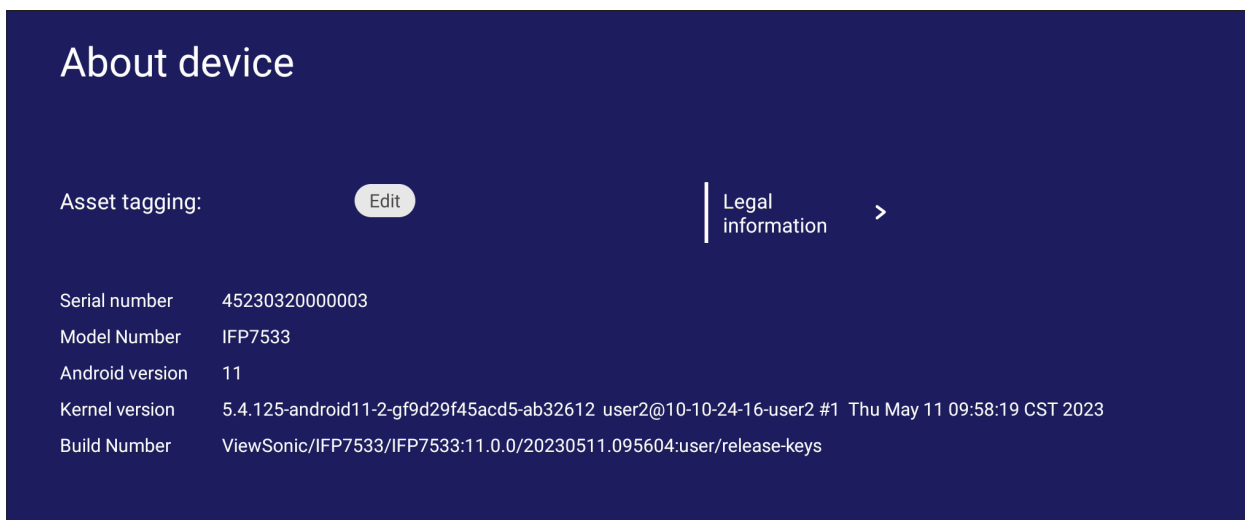 About device
Asset tagging:
Edit
Legal
information
Serial number 45230320000003
Model Number IFP7533
Android version 11
Kernel version 5.4.125-android11-2-gf9d29f45acd5-ab32612 user2@10-10-24-16-user2 #1 Thu May 11 09:58:19 CST 2023
Build Number ViewSonic/IFP7533/IFP7533:11.0.0/20230511.095604:user/release-keys